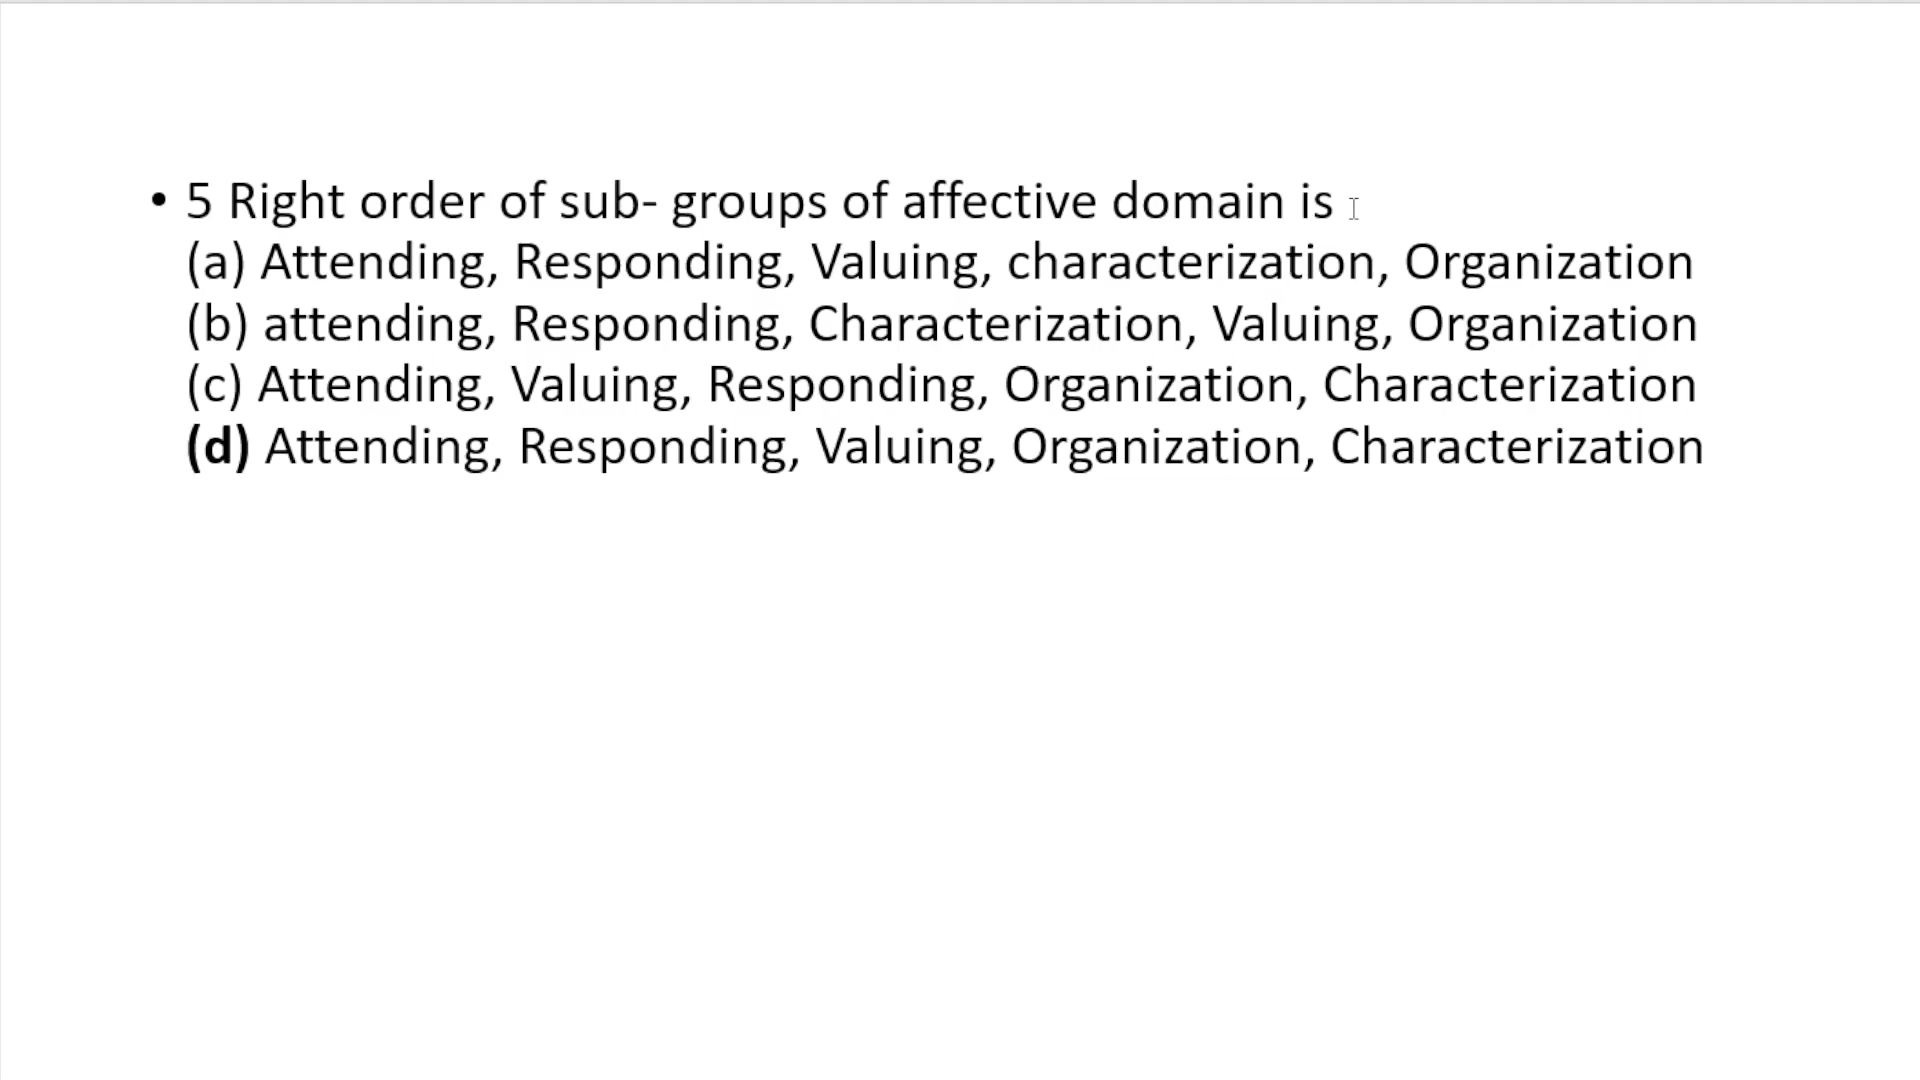 • 5 Right order of sub- groups of affective domain is
(a) Attending, Responding, Valuing, characterization, Organization
(b) attending, Responding, Characterization, Valuing, Organization
(c) Attending, Valuing, Responding, Organization, Characterization
(d) Attending, Responding, Valuing, Organization, Characterization